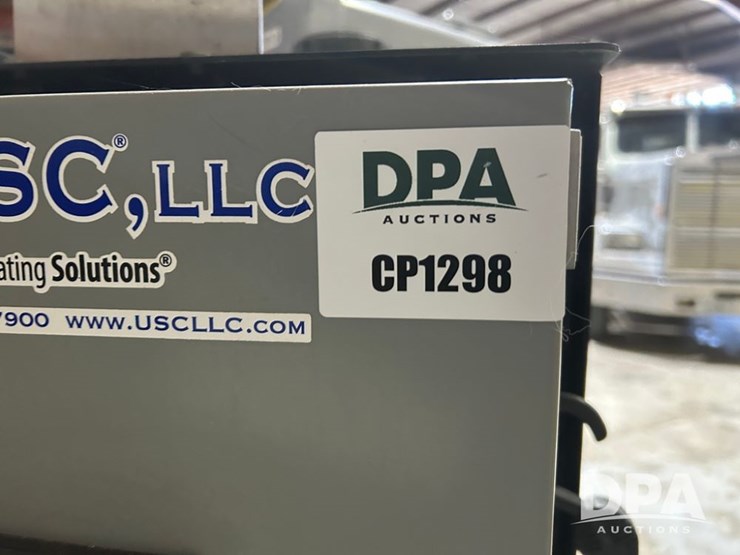 SC®, LLC
ating Solutions®
7900 WWW.USCLLC.COM
DPA
AUCTIONS
CP1298
DPA
AUCTIONS